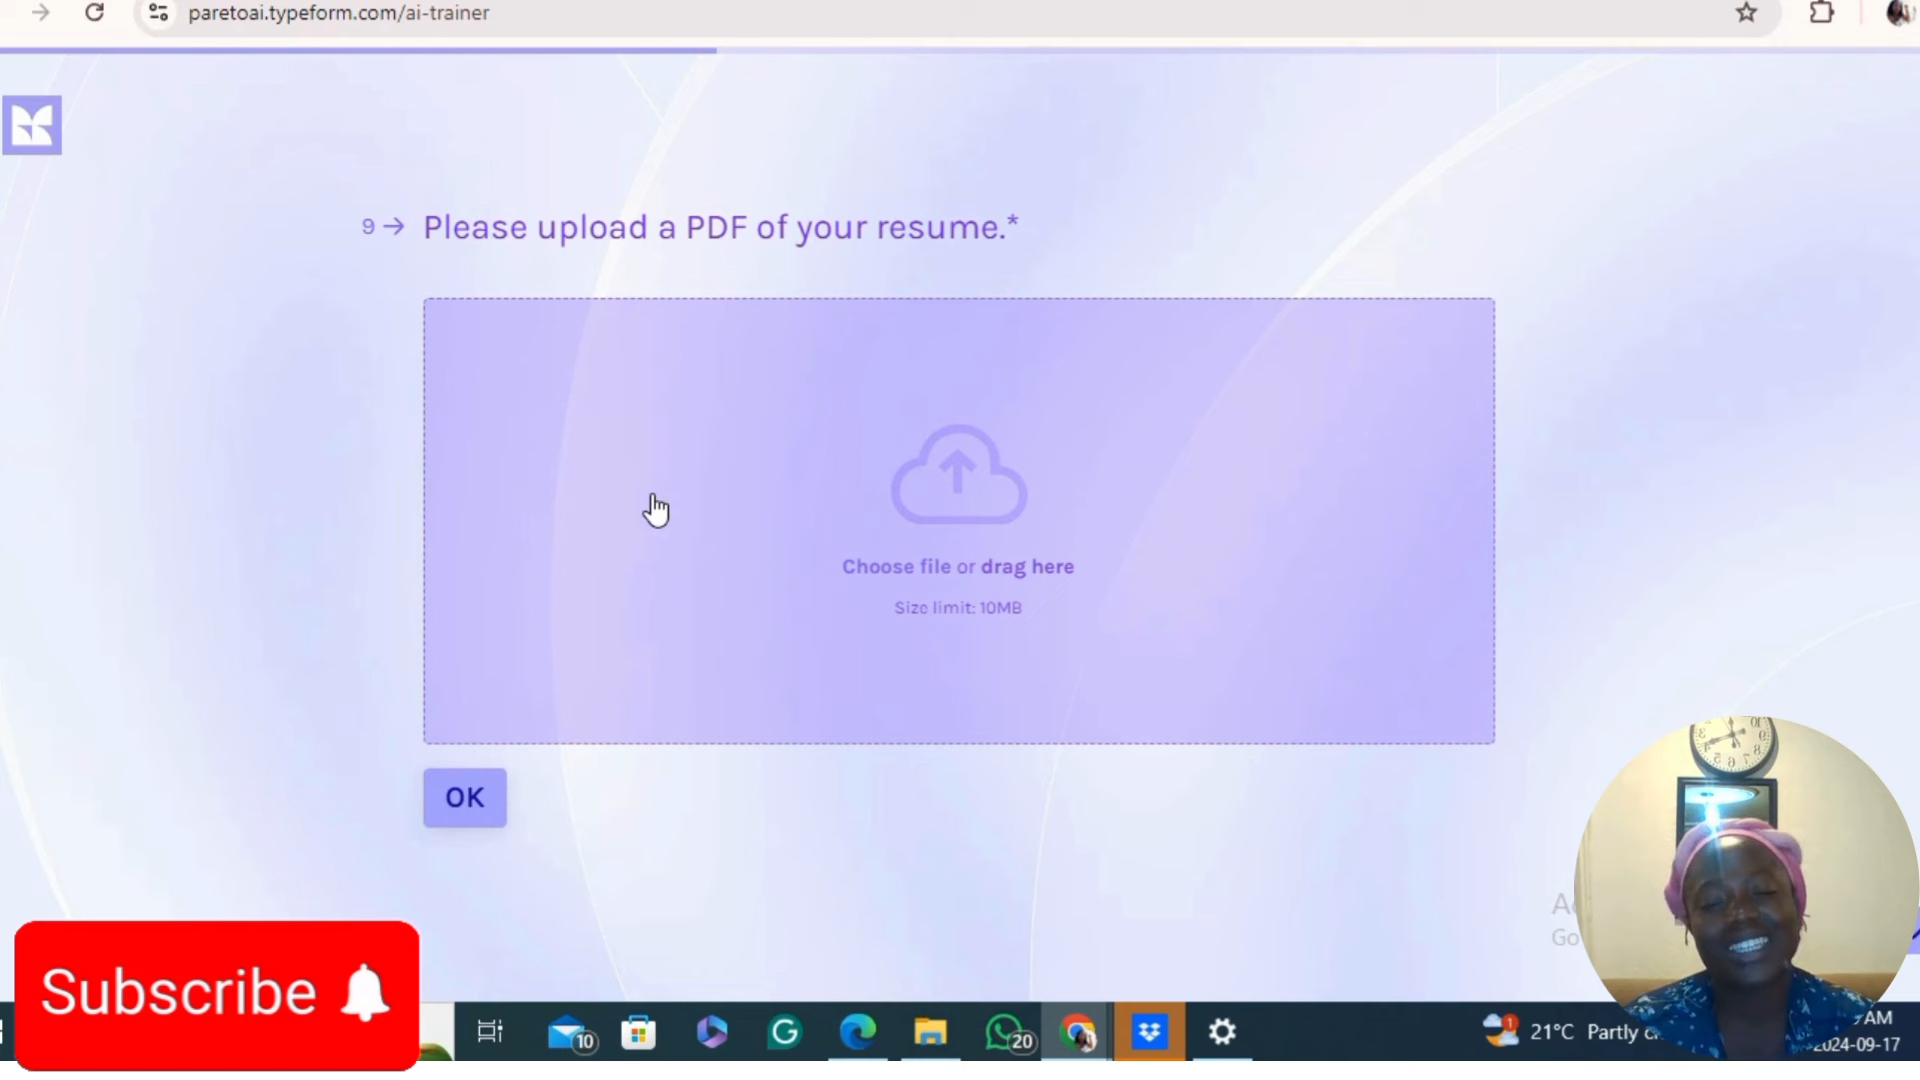 paretoai.typeform.com/ai-trainer
9→ Please upload a PDF of your resume.*
Choose file or drag here
Size limit: 10MB
OK
Subscribe
10
20
21°C Partly
AM
2024-09-17